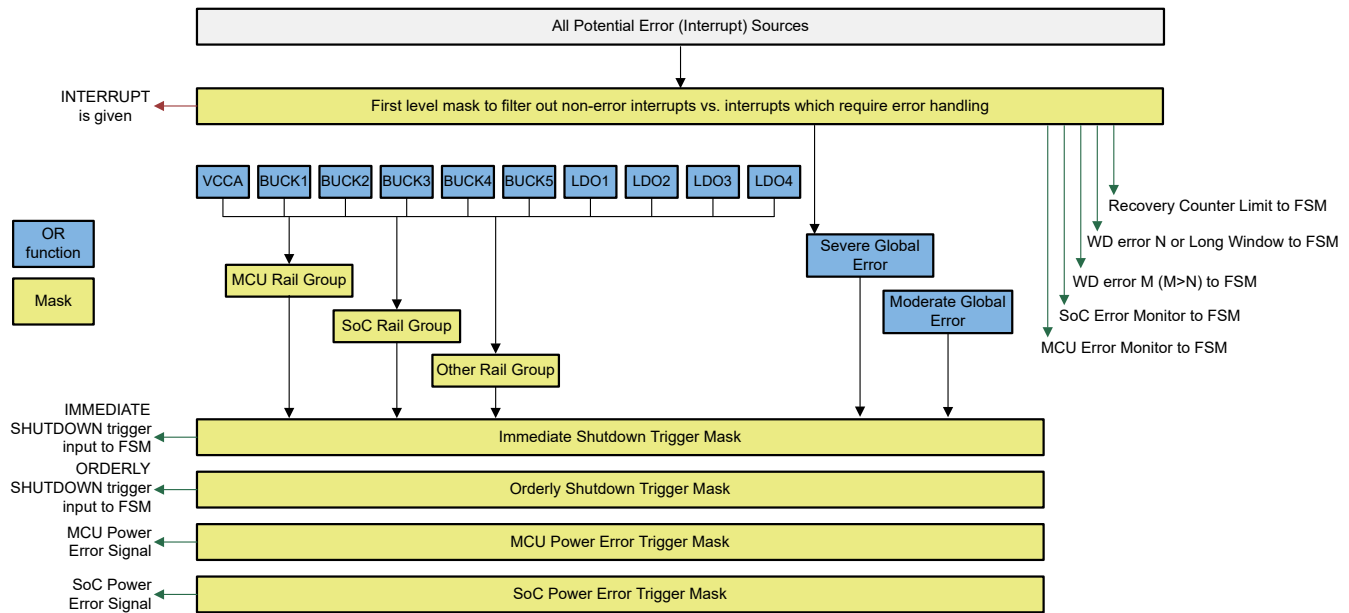 All Potential Error (Interrupt) Sources
INTERRUPT
is given
First level mask to filter out non-error interrupts vs. interrupts which require error handling
VCCA
BUCK1
BUCK2
BUCK3
BUCK4
BUCK5
LDO1
LDO2
LDO3
LDO4
Recovery Counter Limit to FSM
OR
function
Severe Global
Error
WD error N or Long Window to FSM
MCU Rail Group
WD error M (M>N) to FSM
Mask
Moderate Global
Error
SoC Rail Group
SoC Error Monitor to FSM
MCU Error Monitor to FSM
Other Rail Group
IMMEDIATE
SHUTDOWN trigger
input to FSM
Immediate Shutdown Trigger Mask
ORDERLY
SHUTDOWN trigger
input to FSM
Orderly Shutdown Trigger Mask
MCU Power
Error Signal
MCU Power Error Trigger Mask
SoC Power
Error Signal
SoC Power Error Trigger Mask